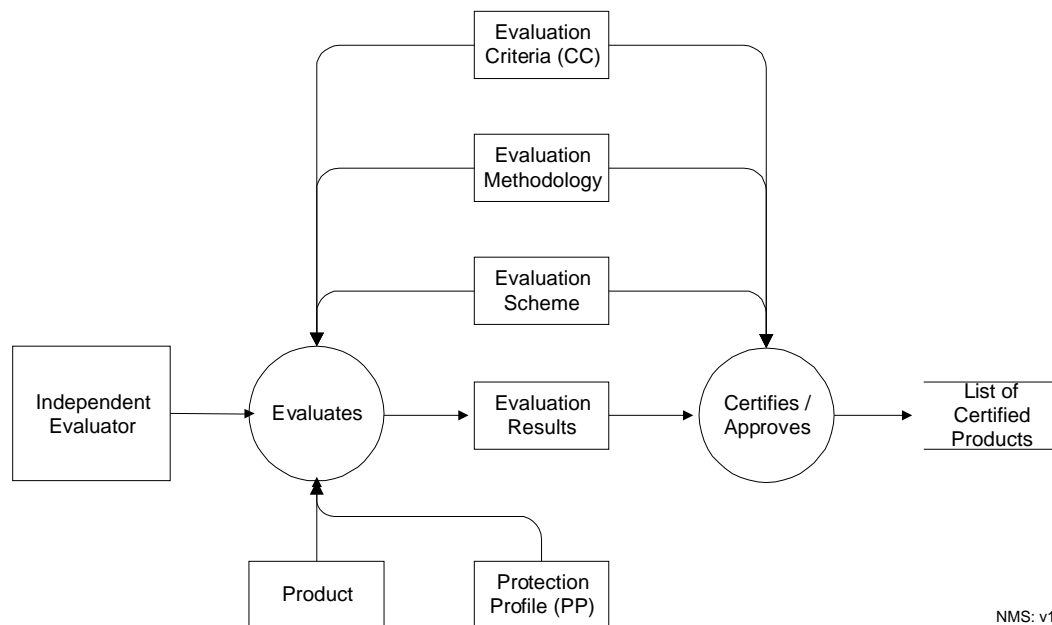 Evaluation
Criteria (CC)
Evaluation
Methodology
Evaluation
Scheme
Independent
Evaluator
Evaluates
Evaluation
Results
Certifies /
Approves
List of
Certified
Products
Product
Protection
Profile (PP)
NMS: v1